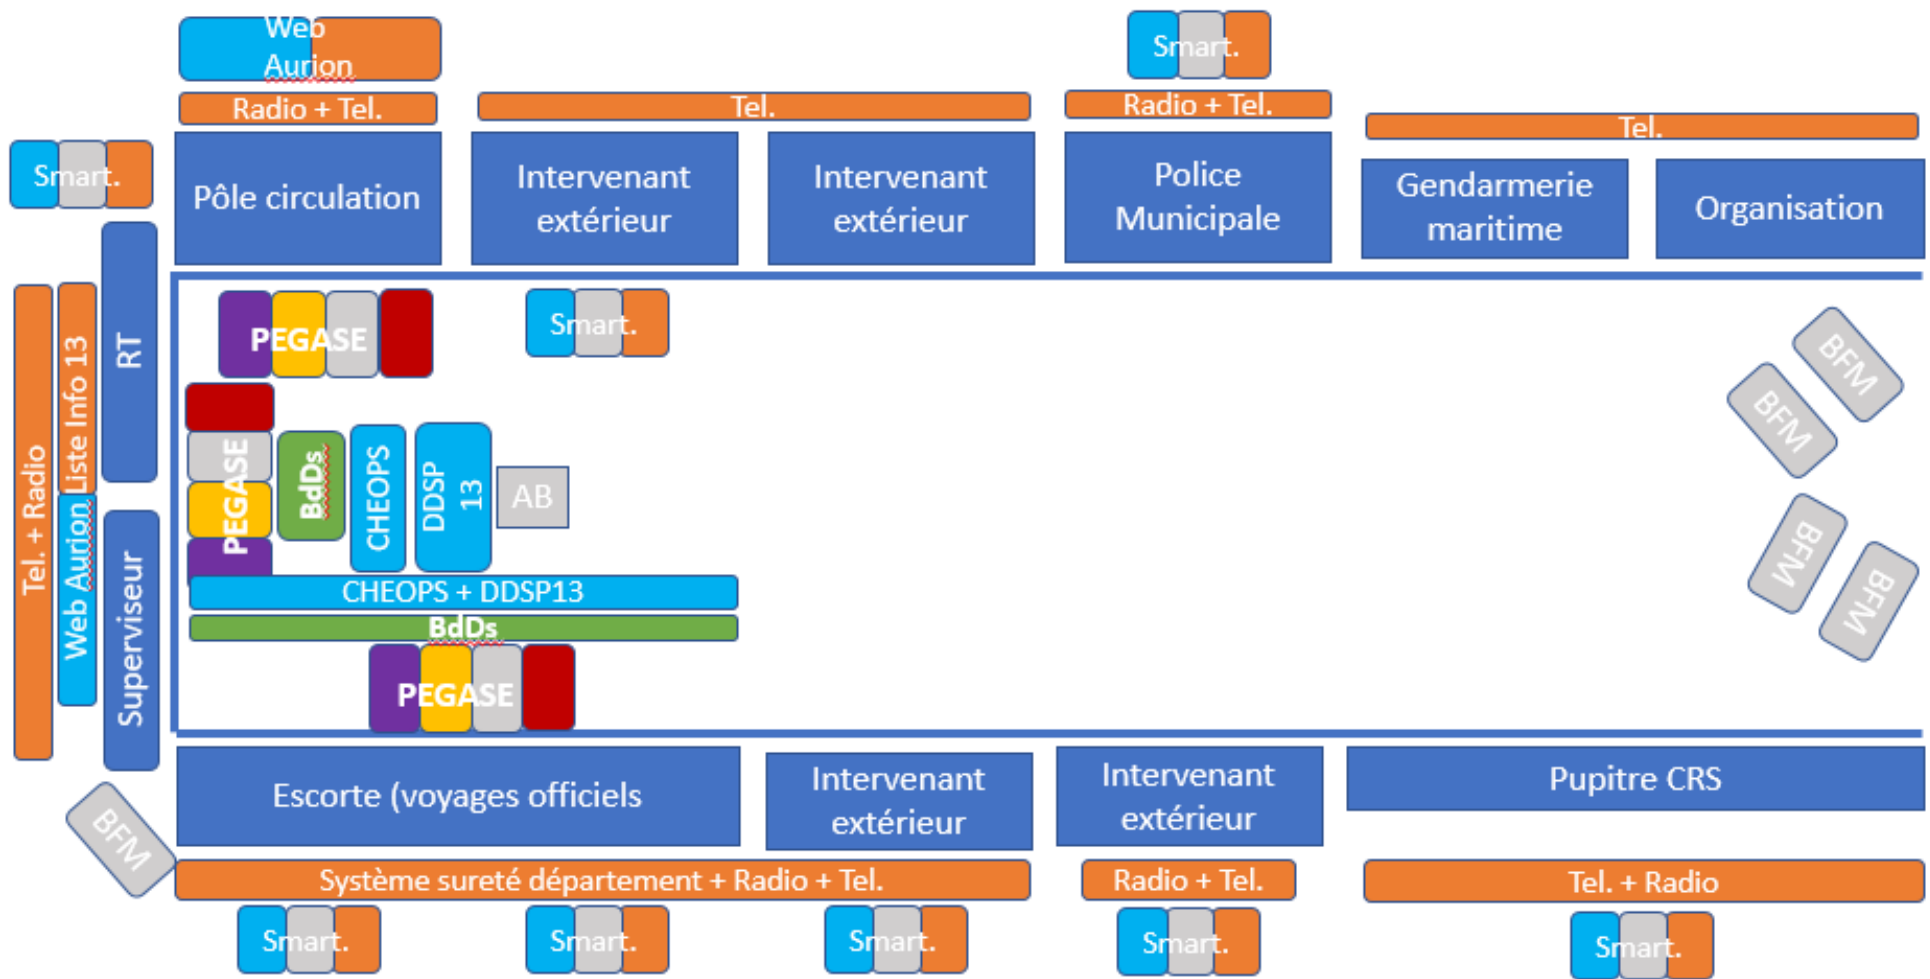 Web
Aurion
Smart.
Radio + Tel.
Tel.
Radio + Tel.
Tel.
Smart.
Pôle circulation
Intervenant
extérieur
Intervenant
extérieur
Police
Municipale
Gendarmerie
maritime
Organisation
Tel. + Radio
Liste Info 13
Web Aurion
RT
Superviseur
PEGASE
Smart.
PEGASE
BdDs
CHEOPS
DDSP
13
AB
BFM
BFM
BFM
BFM
CHEOPS + DDSP13
BdDs
PEGASE
BFM
Escorte (voyages officiels
Intervenant
extérieur
Intervenant
extérieur
Pupitre CRS
Système sureté département + Radio + Tel.
Radio + Tel.
Tel. + Radio
Smart.
Smart.
Smart.
Smart.
Smart.